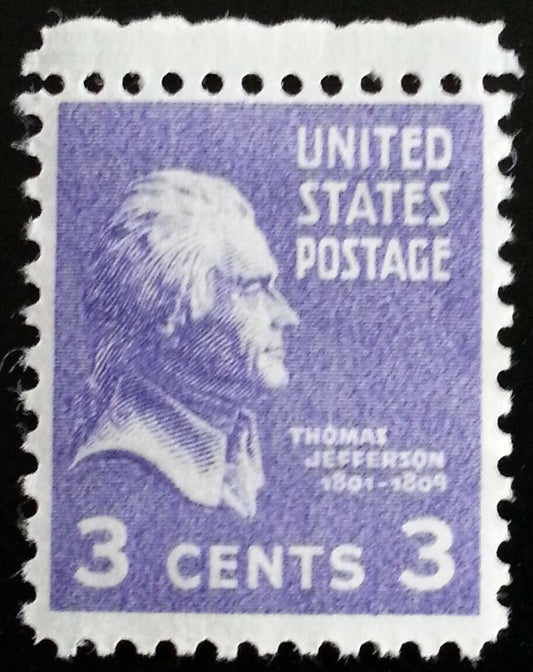 UNITED
STATES
POSTAGE
THOMAS
JEFFERSON
1801-1809
3 CENTS 3